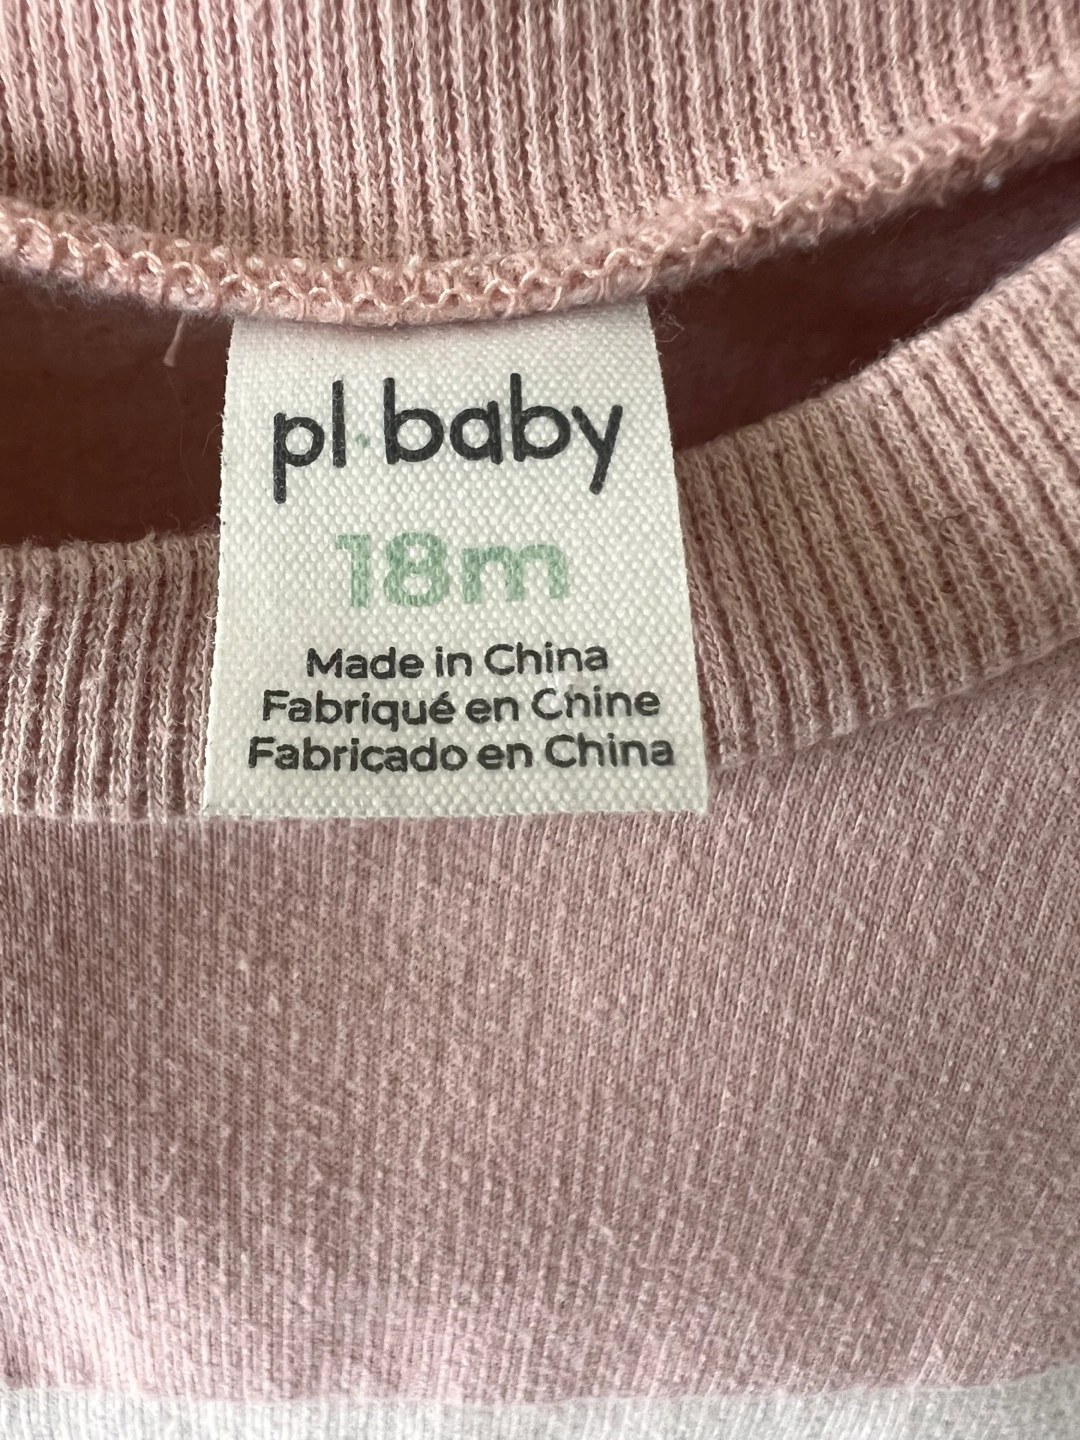 pl·baby
18m
Made in China
Fabriqué en Chine
Fabricado en China